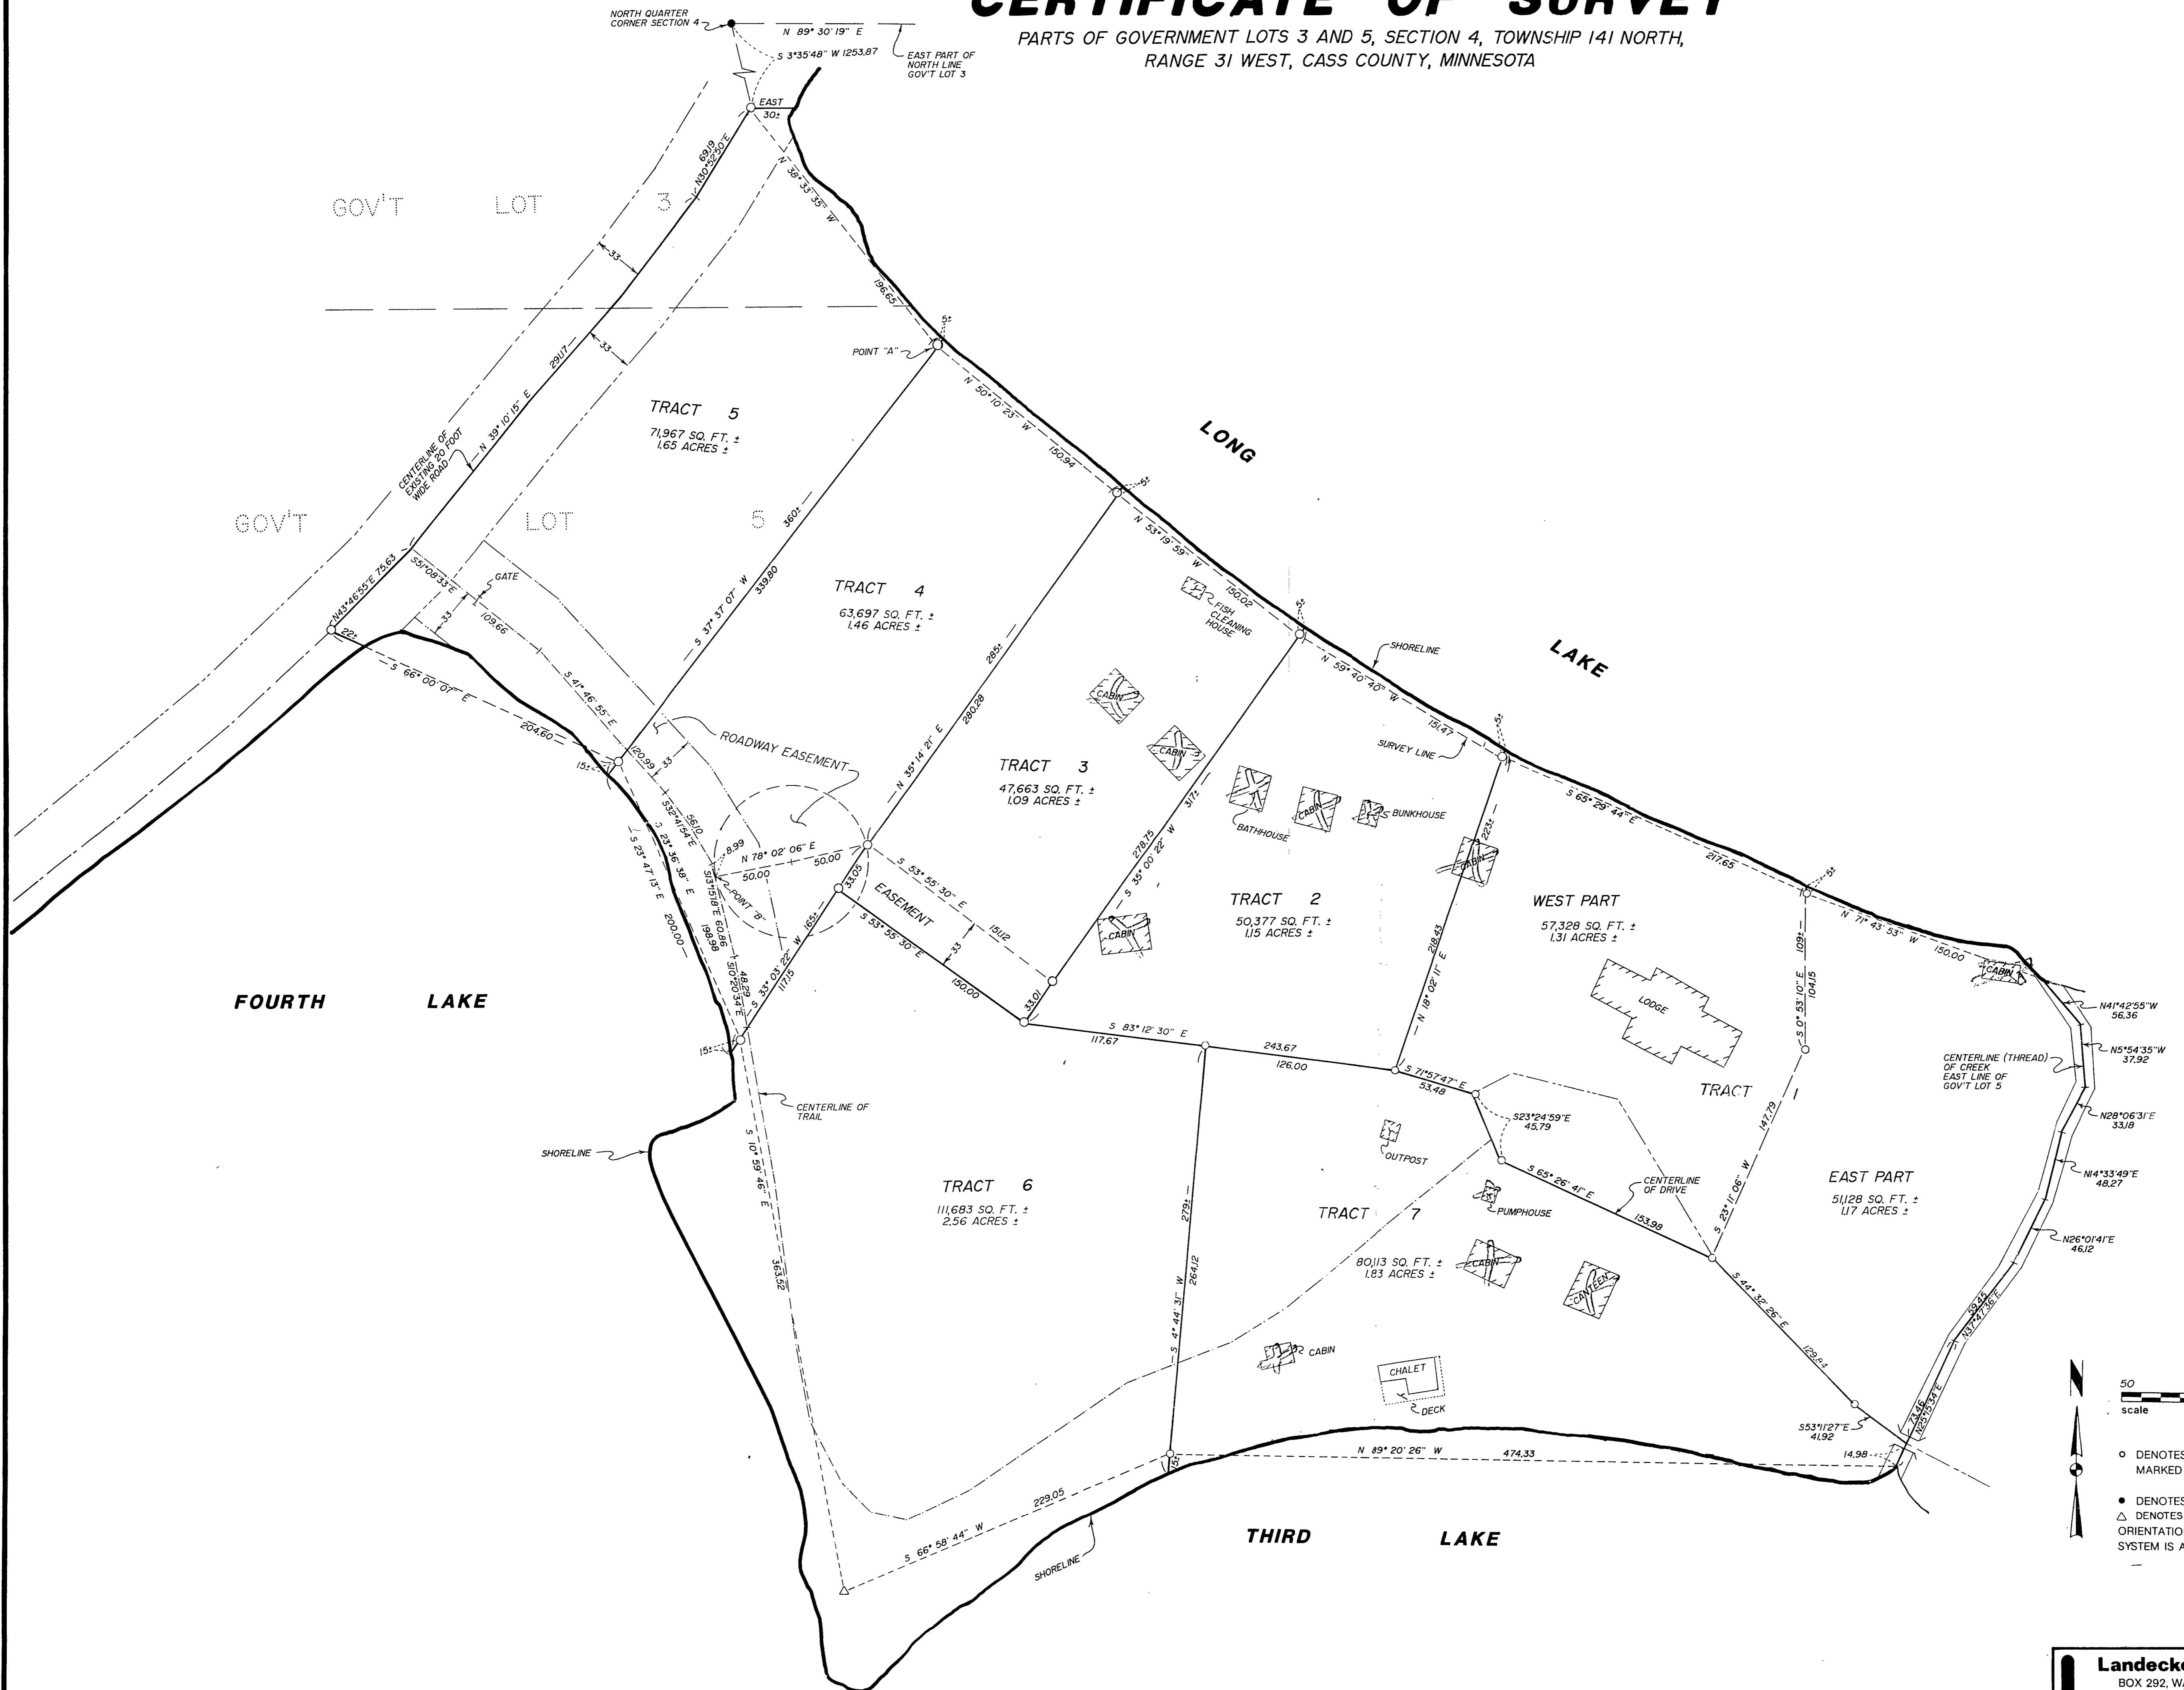 CERTIFICATE OF SURVEY
PARTS OF GOVERNMENT LOTS 3 AND 5, SECTION 4, TOWNSHIP 141 NORTH,
RANGE 31 WEST, CASS COUNTY, MINNESOTA
NORTH QUARTER
CORNER SECTION 4
N 89° 30' 19" E
S 3°35'48" W 1253.87
EAST PART OF
NORTH LINE
GOV'T LOT 3
EAST
30±
69.19
N30°52'50"E
N 38° 33' 35" W
196.65
GOV'T LOT 3
33
33
291.17
N 39° 10' 15" E
CENTERLINE OF
EXISTING 20 FOOT
WIDE ROAD
5±
POINT "A"
TRACT 5
71,967 SQ. FT. ±
1.65 ACRES ±
N 50° 10' 23" W
150.94
LONG
LAKE
GOV'T LOT 5
360±
S 37° 37' 07" W
339.80
N43°46'55"E 75.63
22±
S51°08'33"E
GATE
33
109.66
S 66° 00' 07" E
204.60
S 41° 46' 55" E
120.99
33
15±
TRACT 4
63,697 SQ. FT. ±
1.46 ACRES ±
5±
N 53° 19' 59" W
150.02
FISH
CLEANING
HOUSE
5±
285±
280.28
N 35° 14' 21" E
ROADWAY EASEMENT
CABIN
CABIN
TRACT 3
47,663 SQ. FT. ±
1.09 ACRES ±
N 59° 40' 40" W
151.47
SHORELINE
SURVEY LINE
5±
BATHHOUSE
CABIN
BUNKHOUSE
317±
278.75
S 35° 00' 22" W
223±
CABIN
S 65° 29' 44" E
217.65
5±
S32°41'54"E
56.10
8.99
N 78° 02' 06" E
50.00
50.00
POINT "B"
S 23° 36' 38" E
198.98
S 23° 47' 13" E 200.00
S13°15'18"E 60.86
S10°20'34"E
48.29
33.05
EASEMENT
S 53° 55' 30" E
151.12
33
S 53° 55' 30" E
150.00
33.01
S 33° 03' 22" W 165±
117.15
15±
CABIN
TRACT 2
50,377 SQ. FT. ±
1.15 ACRES ±
218.43
N 18° 02' 11" E
WEST PART
57,328 SQ. FT. ±
1.31 ACRES ±
LODGE
TRACT 1
S 0° 53' 10" E 109±
104.15
N 71° 43' 53" W
150.00
CABIN
N41°42'55"W
56.36
N5°54'35"W
37.92
CENTERLINE (THREAD)
OF CREEK
EAST LINE OF
GOV'T LOT 5
N28°06'31"E
33.18
N14°33'49"E
48.27
N26°01'41"E
46.12
59.45
N37°47'36"E
73.46
N25°15'34"E
FOURTH LAKE
S 83° 12' 30" E
117.67
243.67
126.00
S 71°57'47" E
53.48
S23°24'59"E
45.79
OUTPOST
S 65° 26' 41" E
153.98
CENTERLINE
OF DRIVE
147.79
S 23° 11' 06" W
EAST PART
51,128 SQ. FT. ±
1.17 ACRES ±
CENTERLINE OF
TRAIL
SHORELINE
S 10° 59' 46" E
363.52
TRACT 6
111,683 SQ. FT. ±
2.56 ACRES ±
279±
264.12
S 4° 44' 31" W
TRACT 7
80,113 SQ. FT. ±
1.83 ACRES ±
PUMPHOUSE
CABIN
CANTEEN
CABIN
CHALET
DECK
S 44° 32' 26" E
129.84
S53°11'27"E
41.92
14.98
N 89° 20' 26" W 474.33
15±
229.05
S 66° 58' 44" W
THIRD LAKE
SHORELINE
N
50
scale
DENOTES
MARKED
DENOTES
DENOTES
ORIENTATIO
SYSTEM IS A
Landecke
BOX 292, WA